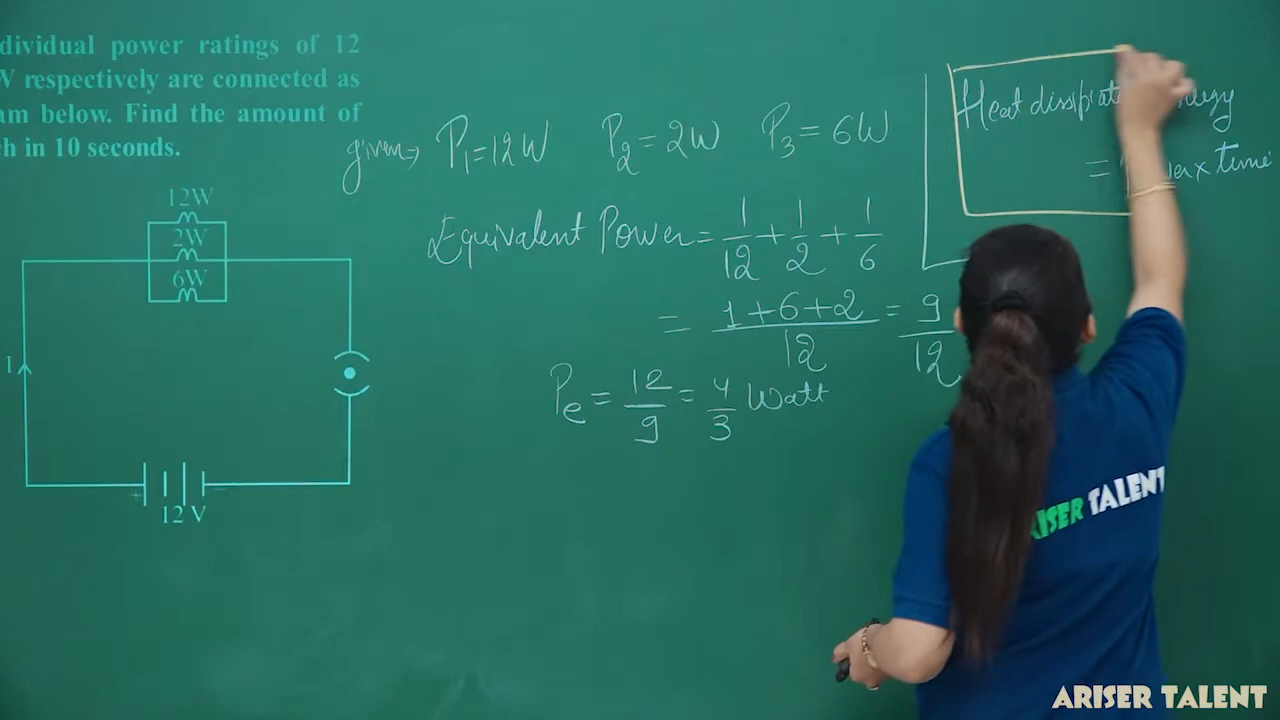 dividual power ratings of 12
W respectively are connected as
am below. Find the amount of
h in 10 seconds.
given⇒ P₁=12W P₂=2W P₃=6W
Equivalent Power = 1/12 + 1/2 + 1/6
= 1+6+2/12 = 9/12
Pe = 12/9 = 4/3 Watt
Heat dissipat
= × time
12W
2W
6W
I
+ −
12 V
ISER TALENT
ARISER TALENT